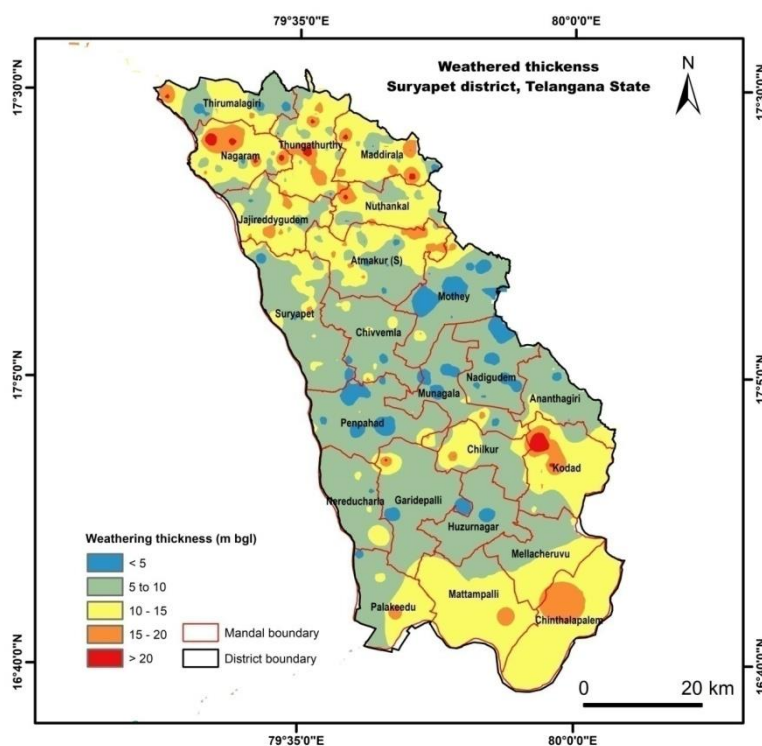 79°35'0"E
80°0'0"E
Weathered thickenss
Suryapet district, Telangana State
N
17°30'0"N
17°30'0"N
Thirumalagiri
Thungathurthy
Nagaram
Maddirala
Nuthankal
Jajireddygudem
Atmakur (S)
Mothey
Suryapet
Chivvemla
17°5'0"N
17°5'0"N
Nadigudem
Munagala
Ananthagiri
Penpahad
Chilkur
Kodad
Nereducharla
Garidepalli
Huzurnagar
Mellacheruvu
Mattampalli
Palakeedu
Chinthalapalem
Weathering thickness (m bgl)
< 5
5 to 10
10 - 15
15 - 20
> 20
Mandal boundary
District boundary
16°40'0"N
16°40'0"N
0 20 km
79°35'0"E
80°0'0"E